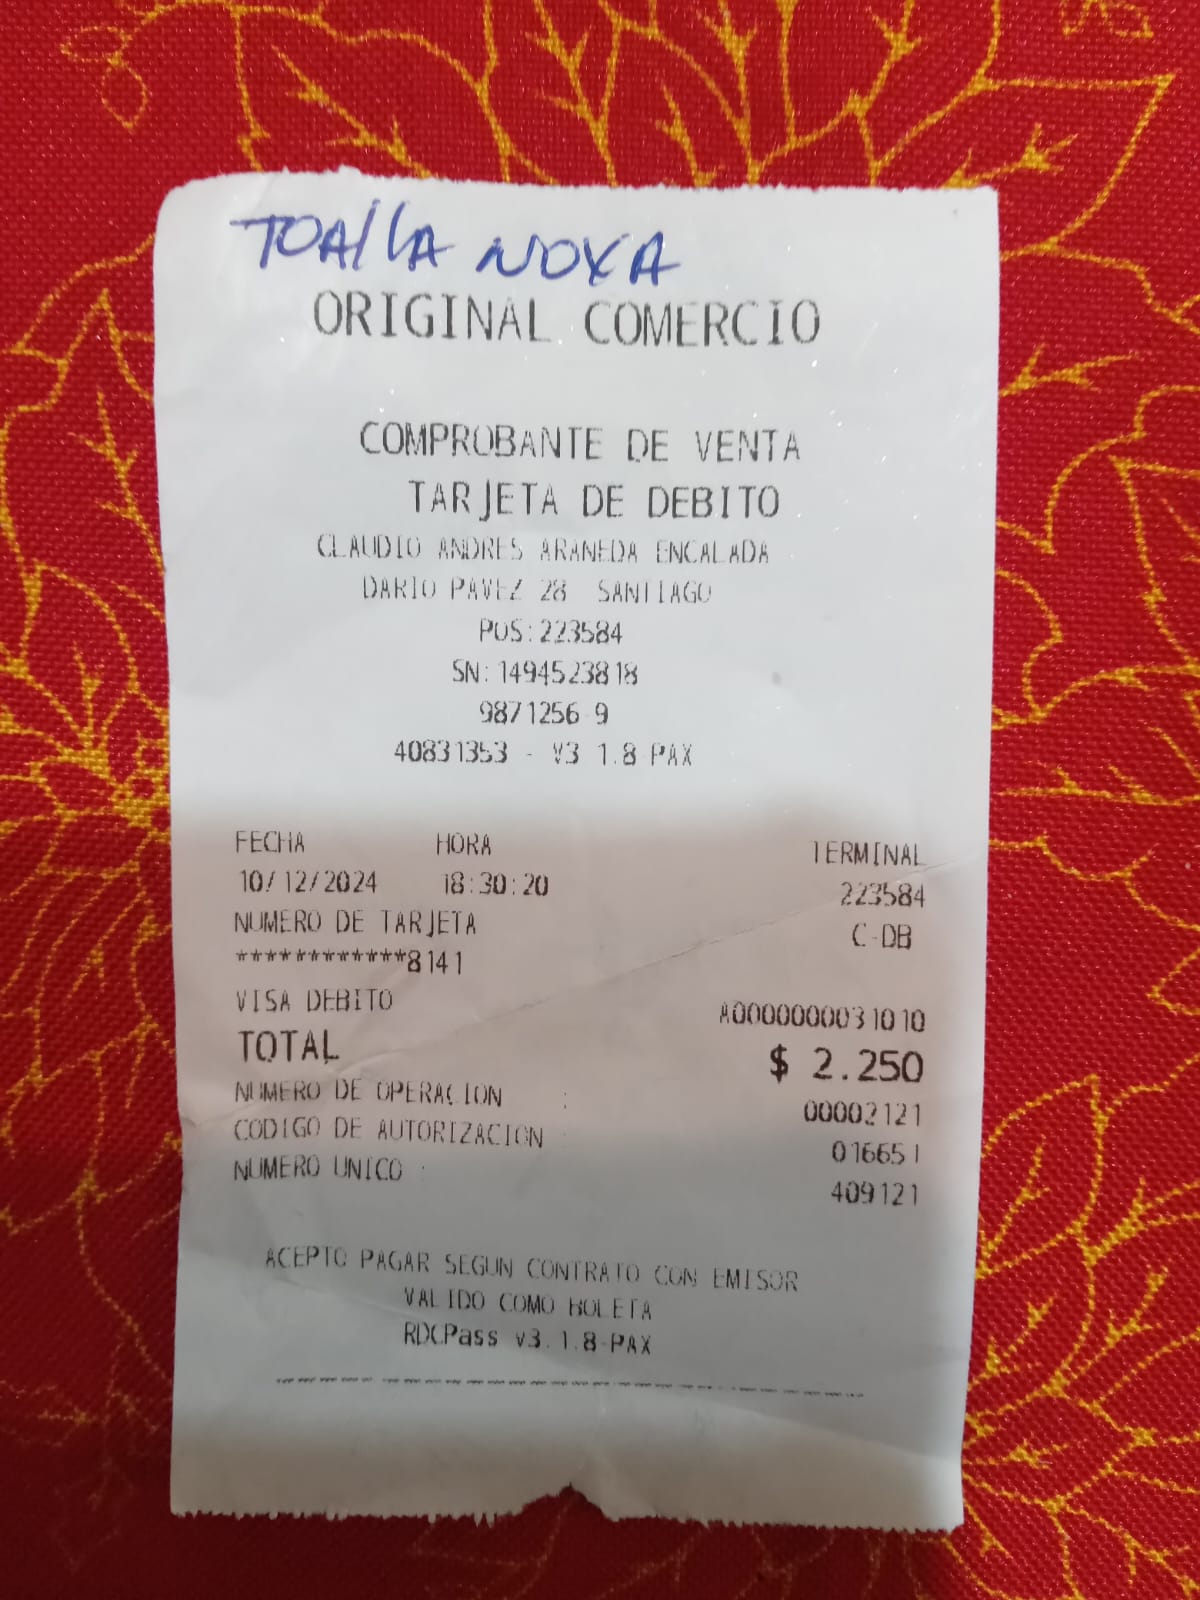 TOALLA NOVA
ORIGINAL COMERCIO
COMPROBANTE DE VENTA
TARJETA DE DEBITO
CLAUDIO ANDRES ARANEDA ENCALADA
DARIO PAVEZ 28 SANTIAGO
POS:223584
SN:1494523818
9871256-9
40831353 - V3 1.8-PAX
FECHA HORA TERMINAL
10/12/2024 18:30:20 223584
NUMERO DE TARJETA C-DB
************8141
VISA DEBITO A0000000031010
TOTAL $ 2.250
NUMERO DE OPERACION : 00002121
CODIGO DE AUTORIZACION : 016651
NUMERO UNICO : 409121
ACEPTO PAGAR SEGUN CONTRATO CON EMISOR
VALIDO COMO BOLETA
RDCPass v3.1.8-PAX